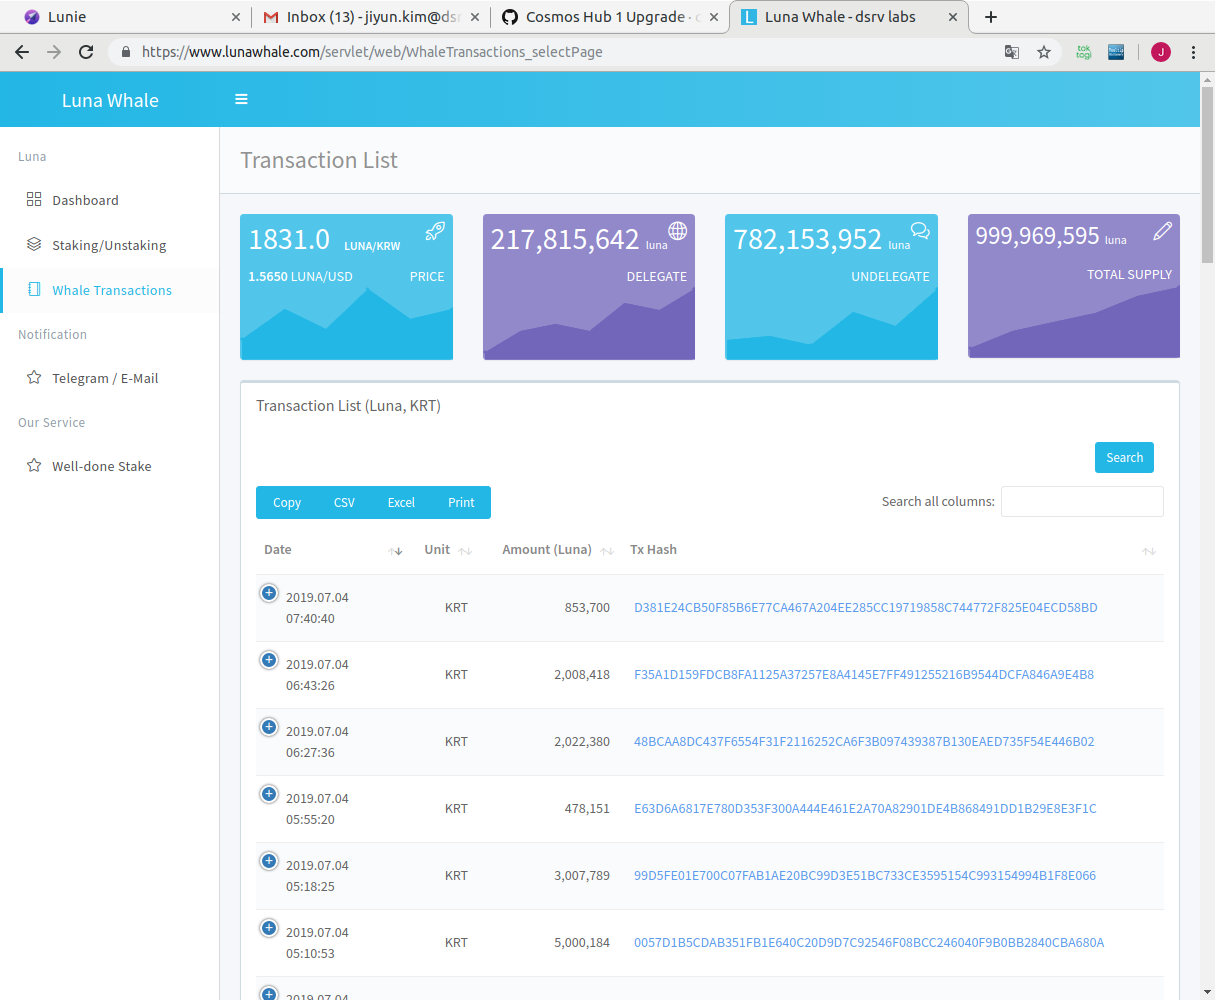 Lunie
Inbox (13) - jiyun.kim@dsr
Cosmos Hub 1 Upgrade · c
Luna Whale - dsrv labs
https://www.lunawhale.com/servlet/web/WhaleTransactions_selectPage
tok
togi
J
Luna Whale
Luna
Dashboard
Staking/Unstaking
Whale Transactions
Notification
Telegram / E-Mail
Our Service
Well-done Stake
Transaction List
1831.0 LUNA/KRW
1.5650 LUNA/USD PRICE
217,815,642 luna
DELEGATE
782,153,952 luna
UNDELEGATE
999,969,595 luna
TOTAL SUPPLY
Transaction List (Luna, KRT)
Search
Copy CSV Excel Print
Search all columns:
Date Unit Amount (Luna) Tx Hash
2019.07.04
07:40:40
KRT 853,700 D381E24CB50F85B6E77CA467A204EE285CC19719858C744772F825E04ECD58BD
2019.07.04
06:43:26
KRT 2,008,418 F35A1D159FDCB8FA1125A37257E8A4145E7FF491255216B9544DCFA846A9E4B8
2019.07.04
06:27:36
KRT 2,022,380 48BCAA8DC437F6554F31F2116252CA6F3B097439387B130EAED735F54E446B02
2019.07.04
05:55:20
KRT 478,151 E63D6A6817E780D353F300A444E461E2A70A82901DE4B868491DD1B29E8E3F1C
2019.07.04
05:18:25
KRT 3,007,789 99D5FE01E700C07FAB1AE20BC99D3E51BC733CE3595154C993154994B1F8E066
2019.07.04
05:10:53
KRT 5,000,184 0057D1B5CDAB351FB1E640C20D9D7C92546F08BCC246040F9B0BB2840CBA680A
2019.07.04